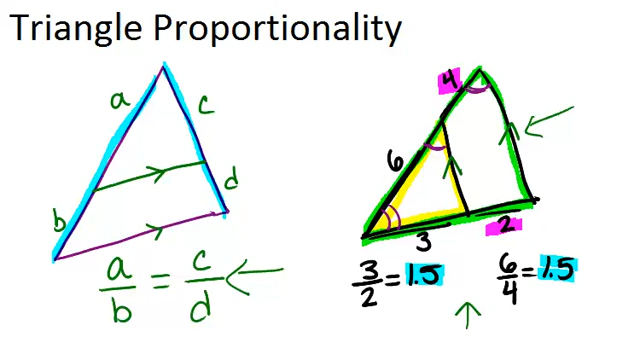 Triangle Proportionality
a
c
b
d
a/b = c/d
4
6
3
2
3/2 = 1.5
6/4 = 1.5